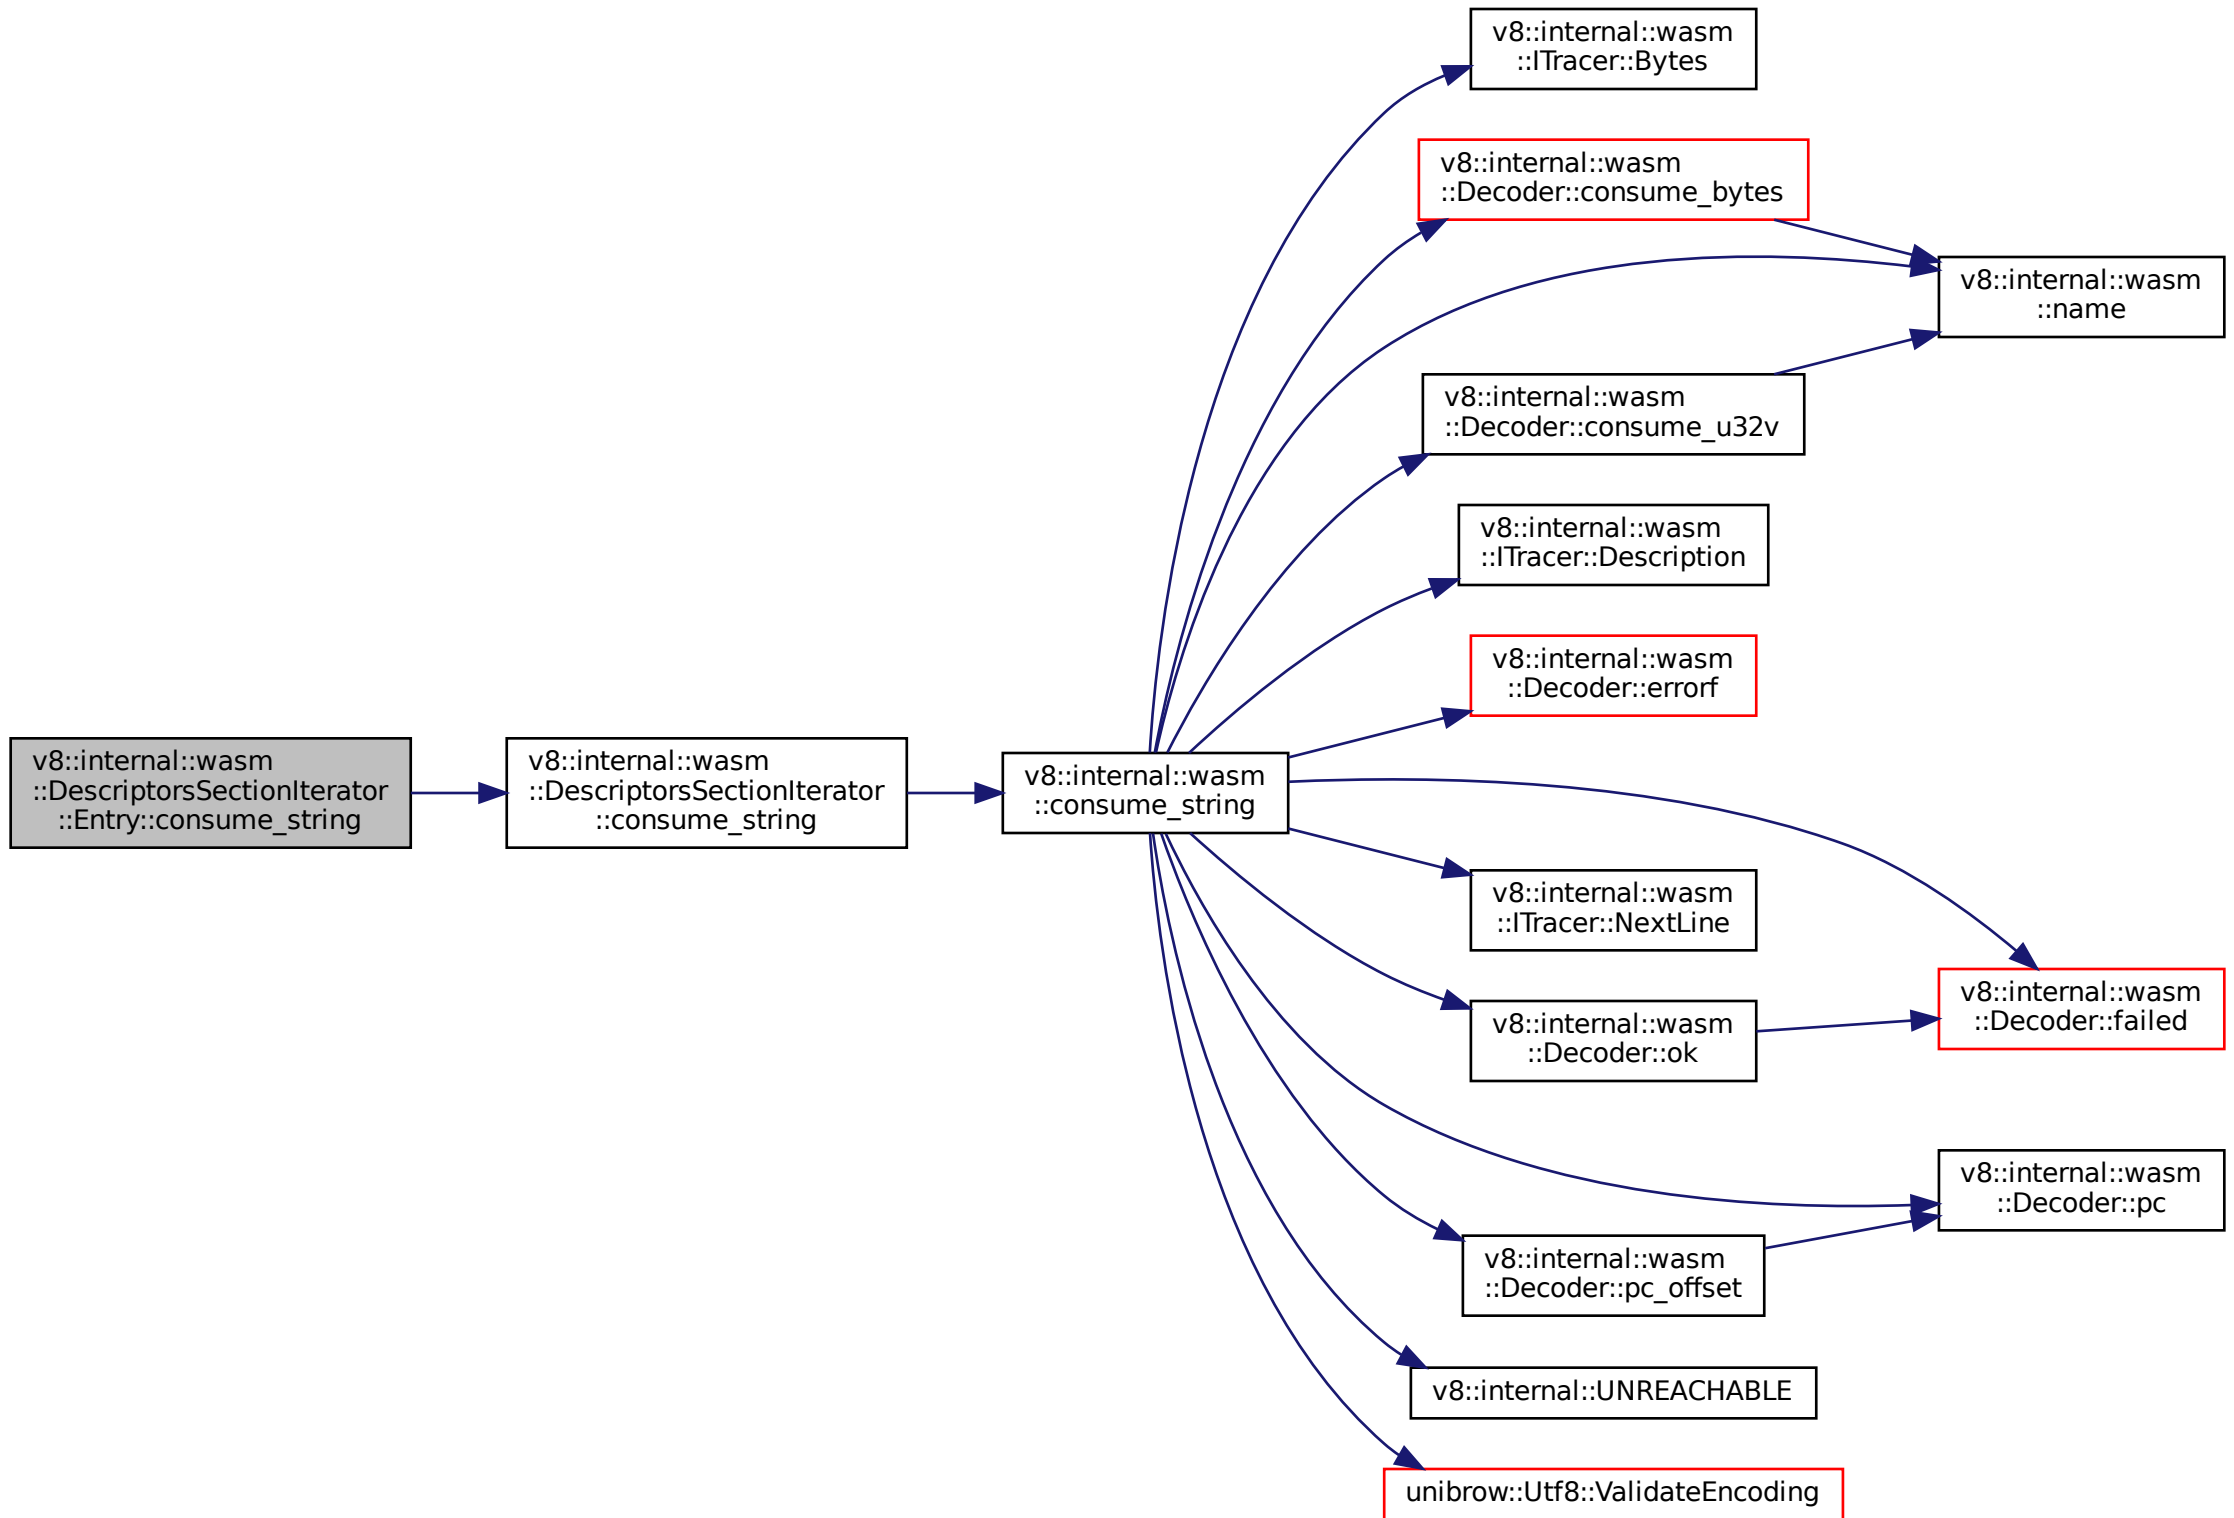 v8::internal::wasm
::DescriptorsSectionIterator
::Entry::consume_string
v8::internal::wasm
::DescriptorsSectionIterator
::consume_string
v8::internal::wasm
::consume_string
v8::internal::wasm
::ITracer::Bytes
v8::internal::wasm
::Decoder::consume_bytes
v8::internal::wasm
::name
v8::internal::wasm
::Decoder::consume_u32v
v8::internal::wasm
::ITracer::Description
v8::internal::wasm
::Decoder::errorf
v8::internal::wasm
::ITracer::NextLine
v8::internal::wasm
::Decoder::failed
v8::internal::wasm
::Decoder::ok
v8::internal::wasm
::Decoder::pc
v8::internal::wasm
::Decoder::pc_offset
v8::internal::UNREACHABLE
unibrow::Utf8::ValidateEncoding